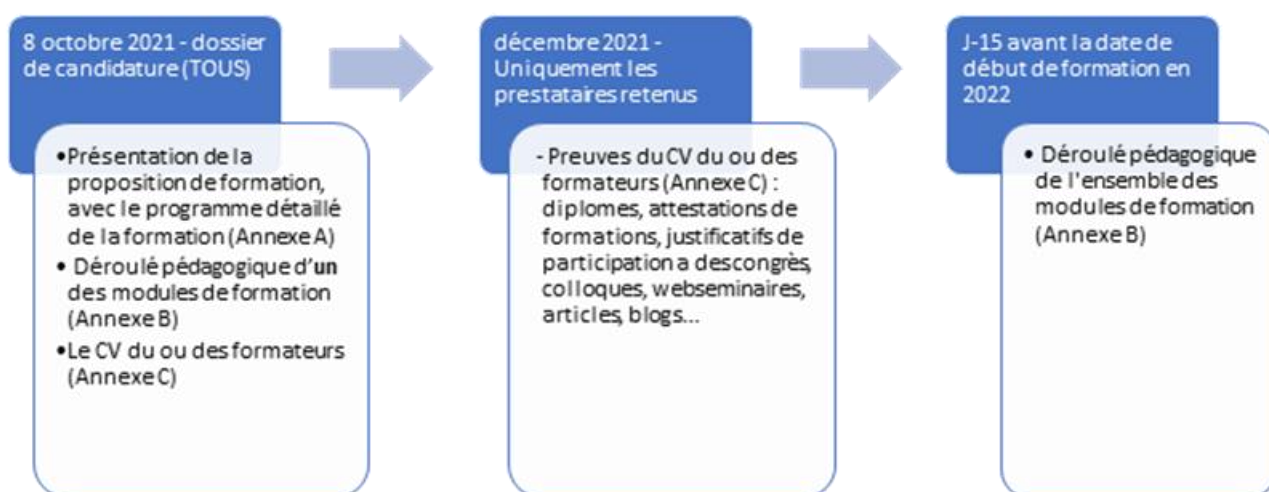 8 octobre 2021 - dossier
de candidature (TOUS)
•Présentation de la
proposition de formation,
avec le programme détaillé
de la formation (Annexe A)
• Déroulé pédagogique d'un
des modules de formation
(Annexe B)
•Le CV du ou des formateurs
(Annexe C)
décembre 2021 -
Uniquement les
prestataires retenus
- Preuves du CV du ou des
formateurs (Annexe C) :
diplomes, attestations de
formations, justificatifs de
participation a des congrès,
colloques, webseminaires,
articles, blogs...
J-15 avant la date de
début de formation en
2022
• Déroulé pédagogique
de l'ensemble des
modules de formation
(Annexe B)